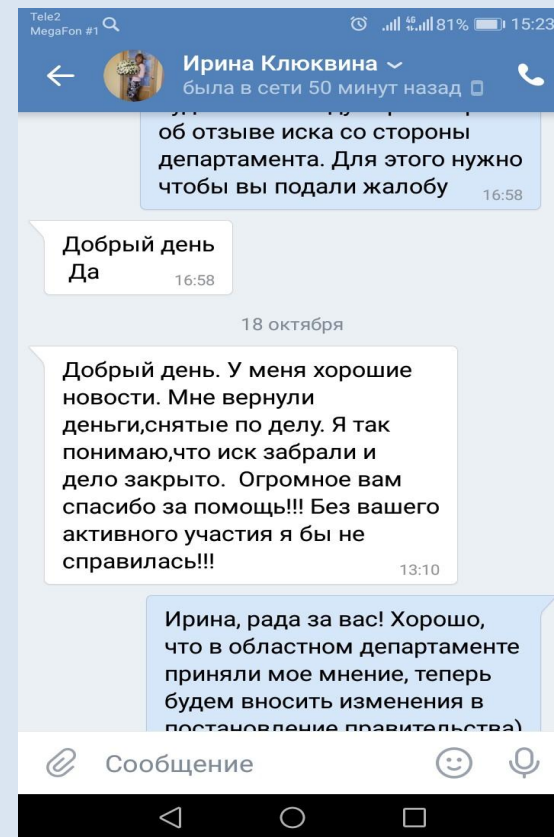 Tele2
MegaFon #1
4G 81% 15:23
Ирина Клюквина
была в сети 50 минут назад
об отзыве иска со стороны
департамента. Для этого нужно
чтобы вы подали жалобу
16:58
Добрый день
Да
16:58
18 октября
Добрый день. У меня хорошие
новости. Мне вернули
деньги,снятые по делу. Я так
понимаю,что иск забрали и
дело закрыто. Огромное вам
спасибо за помощь!!! Без вашего
активного участия я бы не
справилась!!!
13:10
Ирина, рада за вас! Хорошо,
что в областном департаменте
приняли мое мнение, теперь
будем вносить изменения в
постановление правительства)
Сообщение